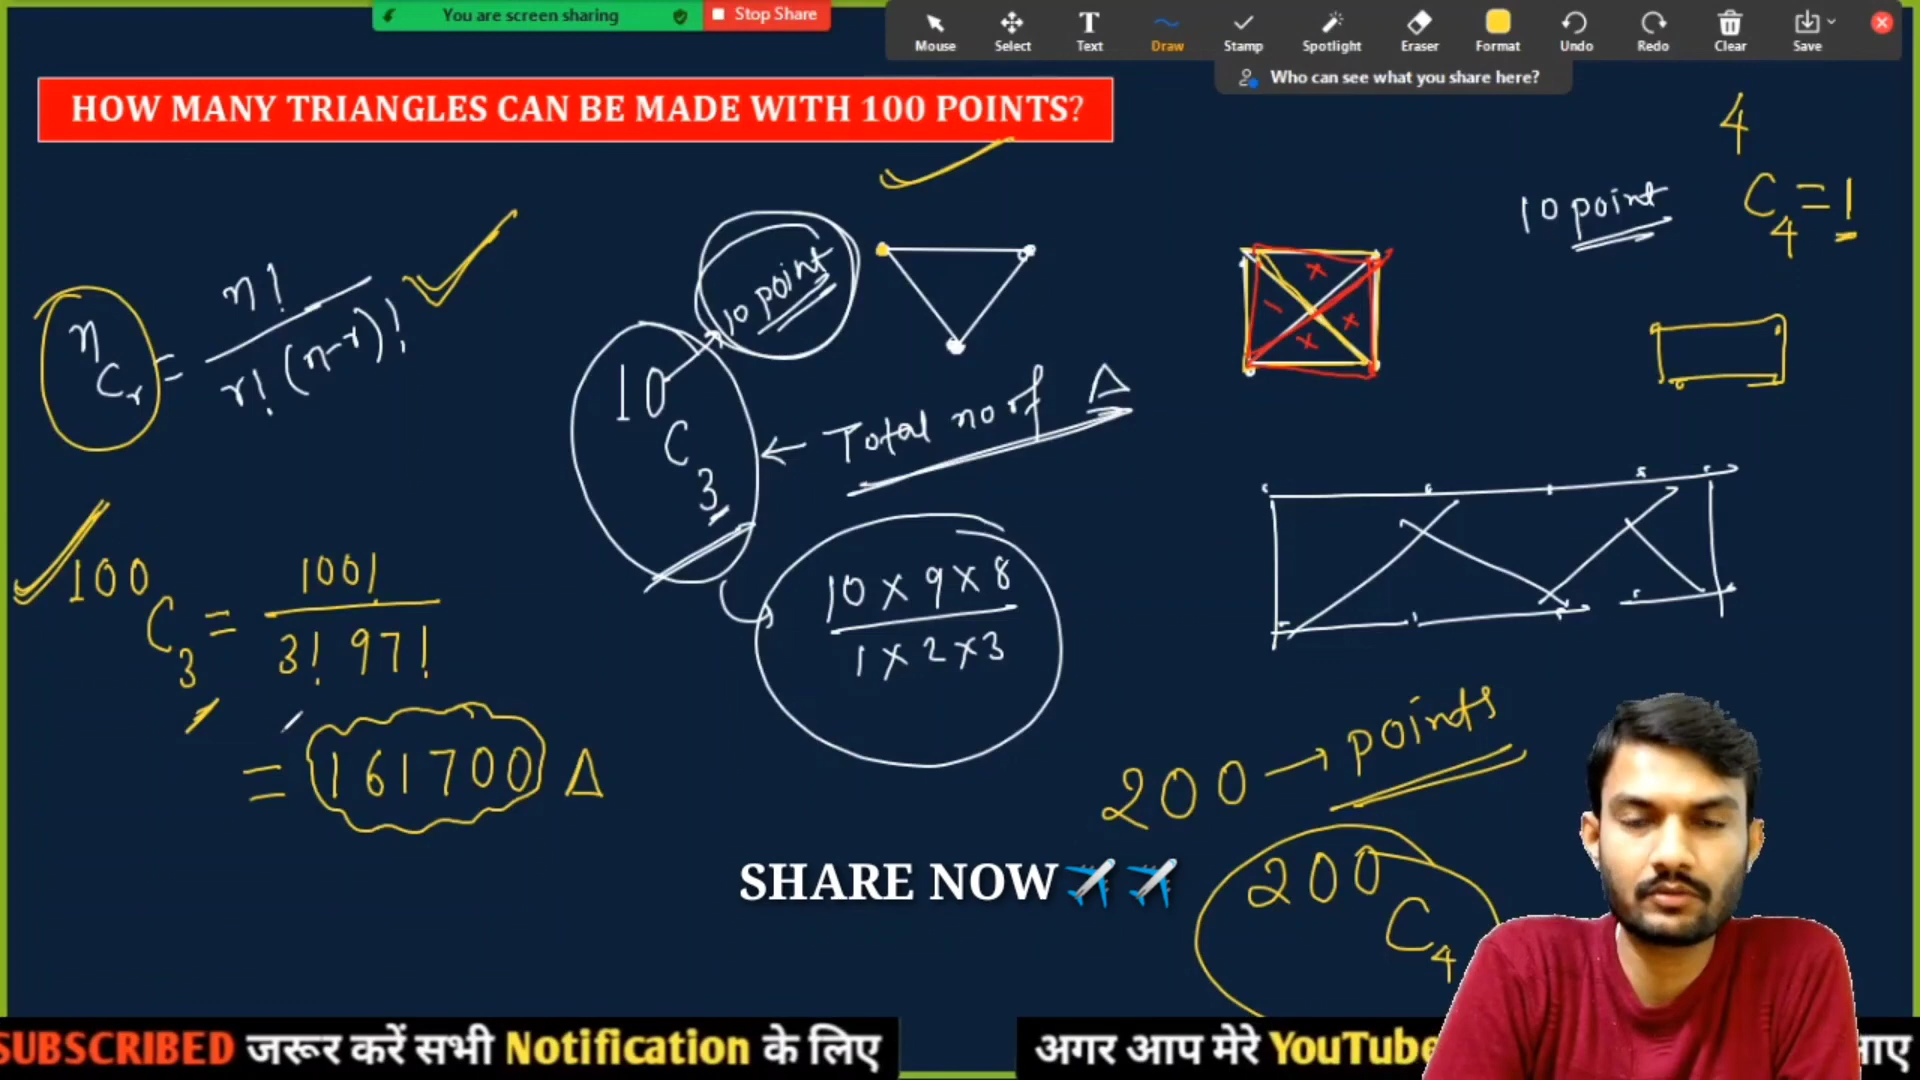 You are screen sharing
Stop Share
Mouse
Select
Text
Draw
Stamp
Spotlight
Eraser
Format
Undo
Redo
Clear
Save
Who can see what you share here?
HOW MANY TRIANGLES CAN BE MADE WITH 100 POINTS?
4
C4 = 1
10 point
10 point
nCr = n! / r! (n-r)!
10C3
← Total no of Δ
10 × 9 × 8
1 × 2 × 3
100C3 = 100! / 3! 97!
= 161700 Δ
200 → points
200C4
SHARE NOW✈️✈️
SUBSCRIBED जरूर करें सभी Notification के लिए
अगर आप मेरे YouTube